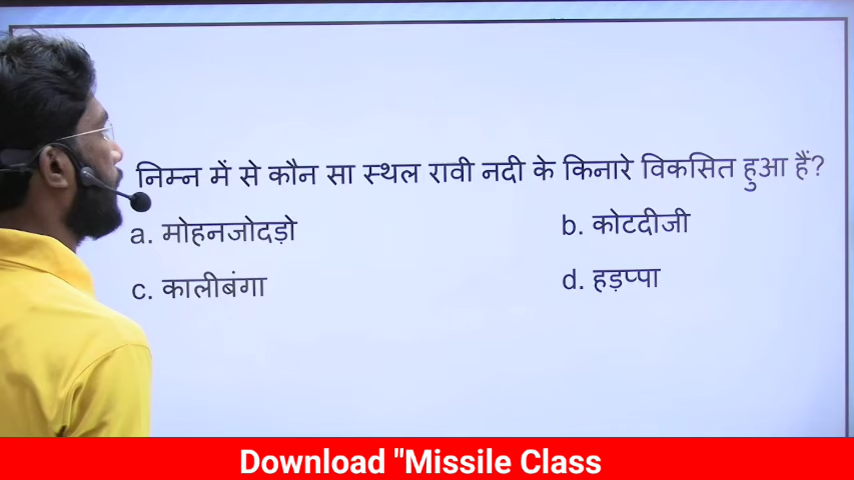 निम्न में से कौन सा स्थल रावी नदी के किनारे विकसित हुआ हैं?
a. मोहनजोदड़ो b. कोटदीजी
c. कालीबंगा d. हड़प्पा
Download "Missile Class